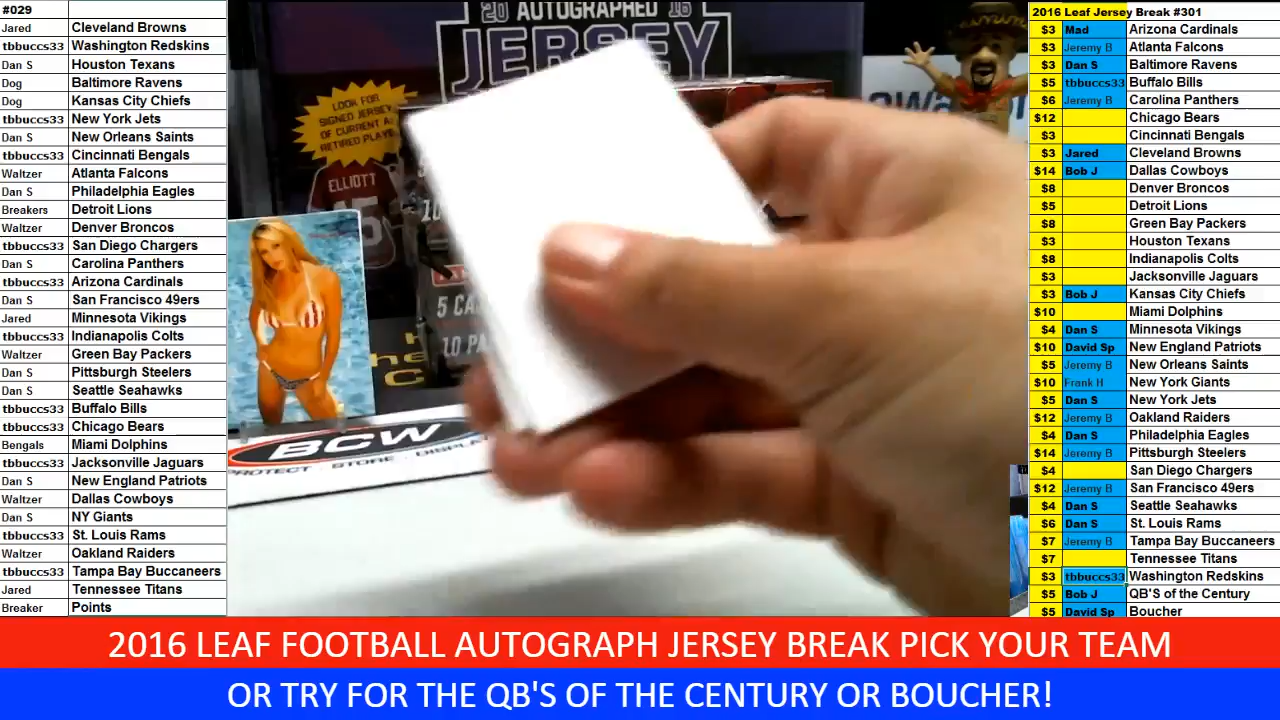 #029
Jared Cleveland Browns
tbbuccs33 Washington Redskins
Dan S Houston Texans
Dog Baltimore Ravens
Dog Kansas City Chiefs
tbbuccs33 New York Jets
Dan S New Orleans Saints
tbbuccs33 Cincinnati Bengals
Waltzer Atlanta Falcons
Dan S Philadelphia Eagles
Breakers Detroit Lions
Waltzer Denver Broncos
tbbuccs33 San Diego Chargers
Dan S Carolina Panthers
tbbuccs33 Arizona Cardinals
Dan S San Francisco 49ers
Jared Minnesota Vikings
tbbuccs33 Indianapolis Colts
Waltzer Green Bay Packers
Dan S Pittsburgh Steelers
Dan S Seattle Seahawks
tbbuccs33 Buffalo Bills
tbbuccs33 Chicago Bears
Bengals Miami Dolphins
tbbuccs33 Jacksonville Jaguars
Dan S New England Patriots
Waltzer Dallas Cowboys
Dan S NY Giants
tbbuccs33 St. Louis Rams
Waltzer Oakland Raiders
tbbuccs33 Tampa Bay Buccaneers
Jared Tennessee Titans
Breaker Points
20 AUTOGRAPHED 16
JERSEY
LOOK FOR
SIGNED JERSEY
OF CURRENT A
RETIRED PLAYE
ELLIOTT
5 CA
10 PA
BCW
PROTECT · STORE · DISPL
2016 Leaf Jersey Break #301
$3 Mad Arizona Cardinals
$3 Jeremy B Atlanta Falcons
$3 Dan S Baltimore Ravens
$5 tbbuccs33 Buffalo Bills
$6 Jeremy B Carolina Panthers
$12 Chicago Bears
$3 Cincinnati Bengals
$3 Jared Cleveland Browns
$14 Bob J Dallas Cowboys
$8 Denver Broncos
$5 Detroit Lions
$8 Green Bay Packers
$3 Houston Texans
$8 Indianapolis Colts
$3 Jacksonville Jaguars
$3 Bob J Kansas City Chiefs
$10 Miami Dolphins
$4 Dan S Minnesota Vikings
$10 David Sp New England Patriots
$5 Jeremy B New Orleans Saints
$10 Frank H New York Giants
$5 Dan S New York Jets
$12 Jeremy B Oakland Raiders
$4 Dan S Philadelphia Eagles
$14 Jeremy B Pittsburgh Steelers
$4 San Diego Chargers
$12 Jeremy B San Francisco 49ers
$4 Dan S Seattle Seahawks
$6 Dan S St. Louis Rams
$7 Jeremy B Tampa Bay Buccaneers
$7 Tennessee Titans
$3 tbbuccs33 Washington Redskins
$5 Bob J QB'S of the Century
$5 David Sp Boucher
2016 LEAF FOOTBALL AUTOGRAPH JERSEY BREAK PICK YOUR TEAM
OR TRY FOR THE QB'S OF THE CENTURY OR BOUCHER!